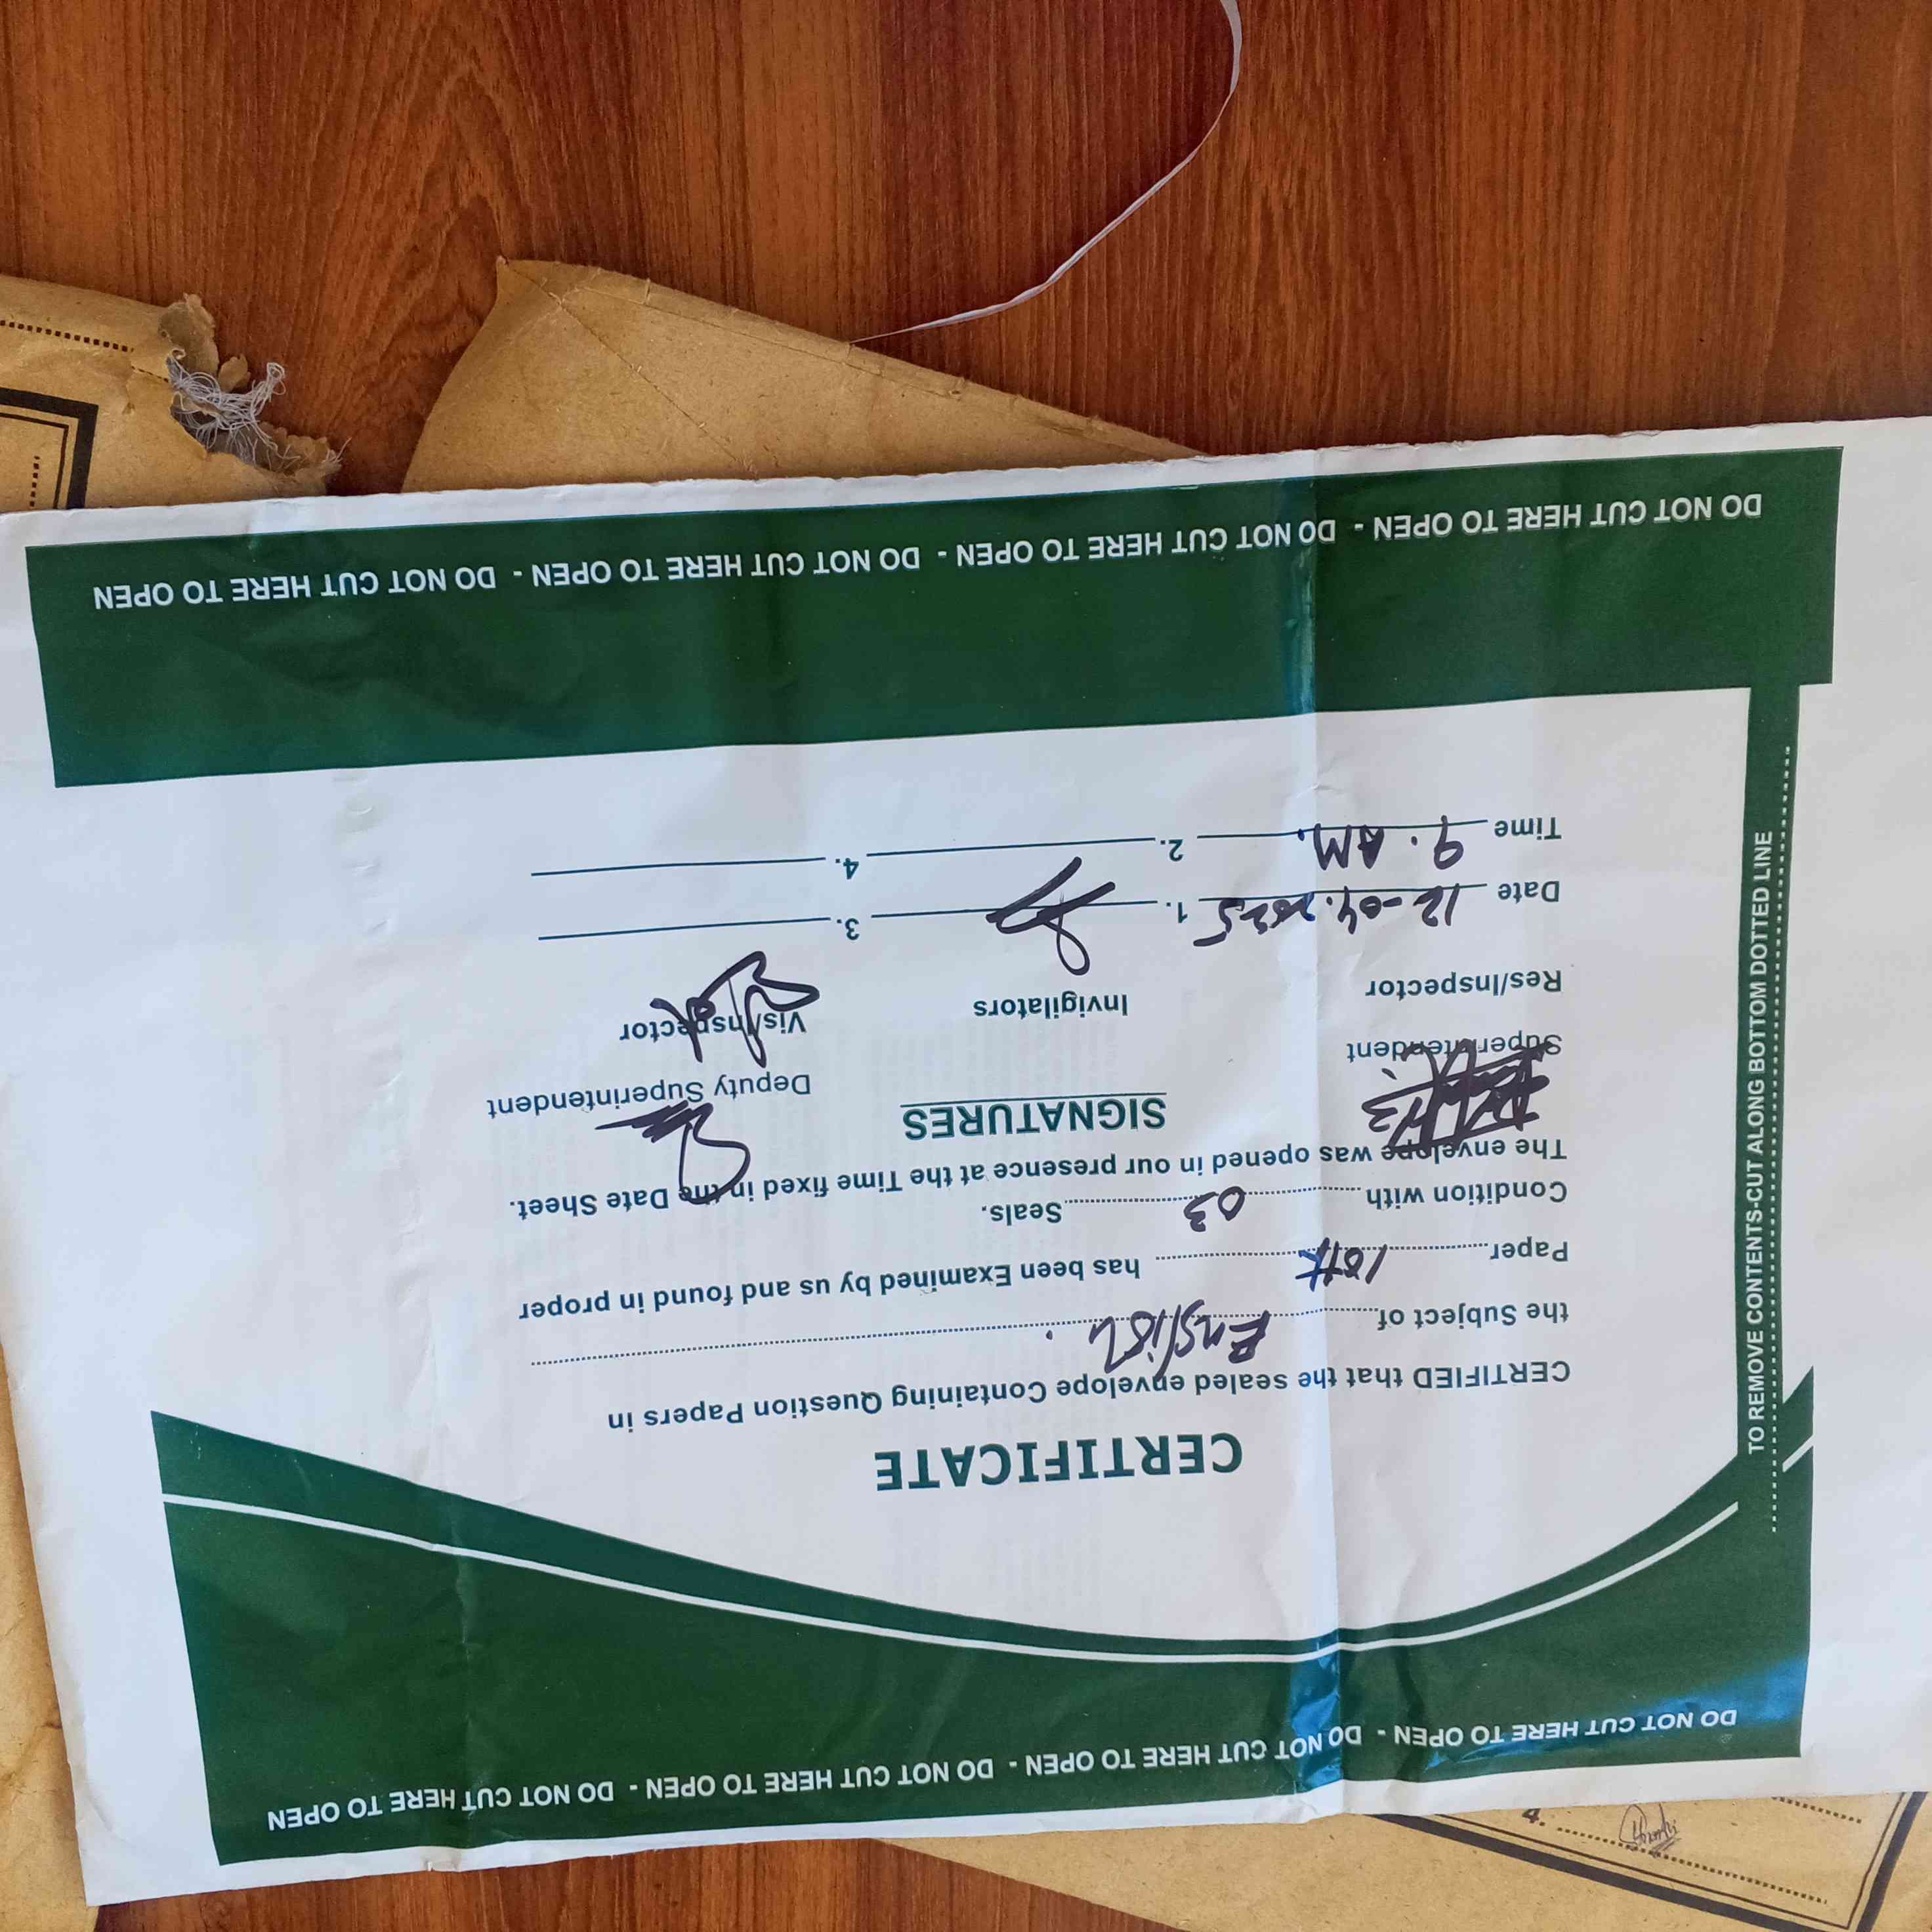 DO NOT CUT HERE TO OPEN - DO NOT CUT HERE TO OPEN - DO NOT CUT HERE TO OPEN - DO NOT CUT HERE TO OPEN
CERTIFICATE
CERTIFIED that the sealed envelope Containing Question Papers in
the Subject of English.
Paper 10th has been Examined by us and found in proper
Condition with 03 Seals.
The envelope was opened in our presence at the Time fixed in the Date Sheet.
SIGNATURES
Superintendent
Deputy Superintendent
Res/Inspector
Invigilators
Vis/Inspector
Date 12-04.2025 1. 3.
Time 9. AM. 2. 4.
DO NOT CUT HERE TO OPEN - DO NOT CUT HERE TO OPEN - DO NOT CUT HERE TO OPEN - DO NOT CUT HERE TO OPEN
TO REMOVE CONTENTS-CUT ALONG BOTTOM DOTTED LINE
4.